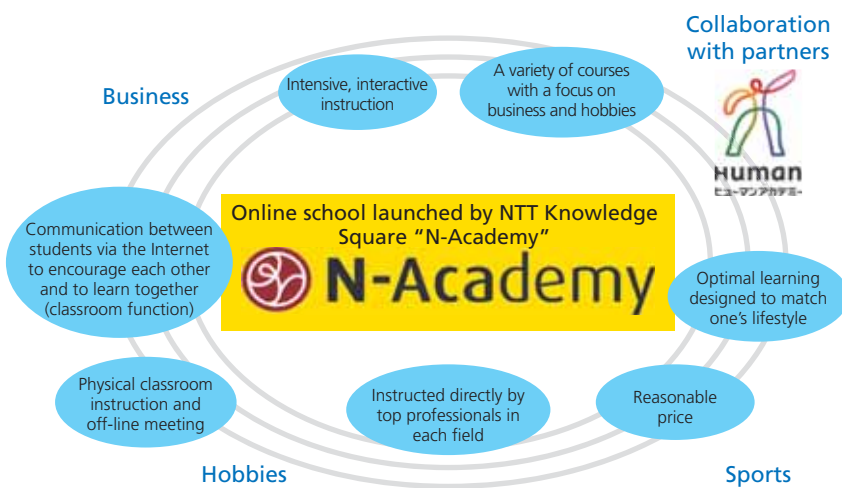 Collaboration
with partners
Business
Intensive, interactive
instruction
A variety of courses
with a focus on
business and hobbies
Human
ヒューマンアカデミー
Communication between
students via the Internet
to encourage each other
and to learn together
(classroom function)
Online school launched by NTT Knowledge
Square “N-Academy”
N-Academy
Optimal learning
designed to match
one’s lifestyle
Physical classroom
instruction and
off-line meeting
Instructed directly by
top professionals in
each field
Reasonable
price
Hobbies
Sports